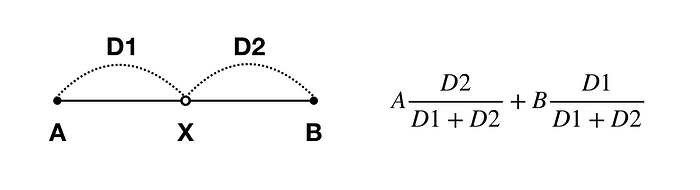 D1 D2
A X B
A D2/(D1 + D2) + B D1/(D1 + D2)